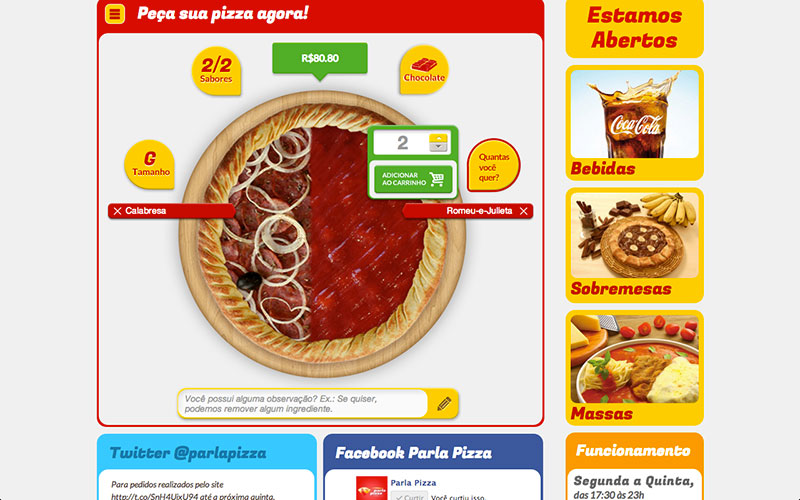 Peça sua pizza agora!
Estamos
Abertos
2/2
Sabores
R$80.80
Chocolate
Coca-Cola
Bebidas
G
Tamanho
2
ADICIONAR
AO CARRINHO
Quantas
você
quer?
Calabresa
Romeu-e-Julieta
Sobremesas
Você possui alguma observação? Ex.: Se quiser,
podemos remover algum ingrediente.
Massas
Twitter @parlapizza
Facebook Parla Pizza
Funcionamento
Para pedidos realizados pelo site
http://t.co/SnH4UixU94 até a próxima quinta,
parla
pizza
Parla Pizza
Curtir
Você curtiu isso.
Segunda a Quinta,
das 17:30 às 23h